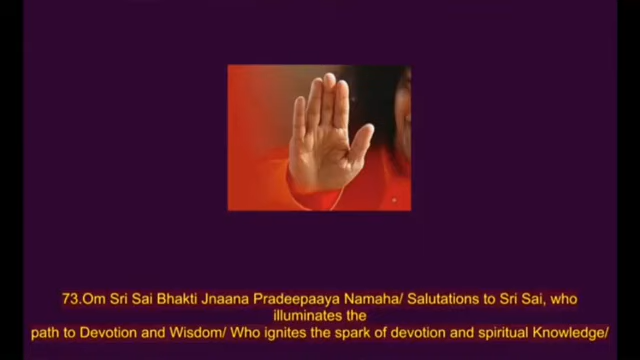 73.Om Sri Sai Bhakti Jnaana Pradeepaaya Namaha/ Salutations to Sri Sai, who
illuminates the
path to Devotion and Wisdom/ Who ignites the spark of devotion and spiritual Knowledge/